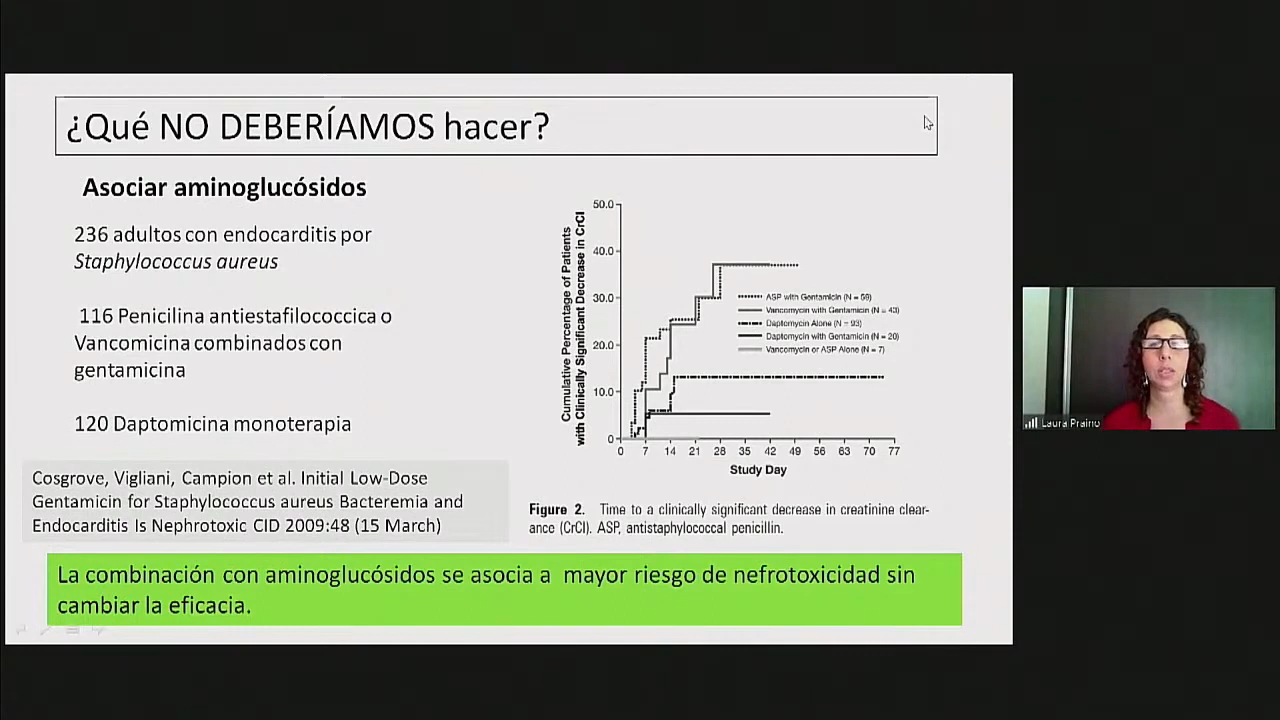 ¿Qué NO DEBERÍAMOS hacer?
Asociar aminoglucósidos
236 adultos con endocarditis por
Staphylococcus aureus
116 Penicilina antiestafilococcica o
Vancomicina combinados con
gentamicina
120 Daptomicina monoterapia
Cosgrove, Vigliani, Campion et al. Initial Low-Dose
Gentamicin for Staphylococcus aureus Bacteremia and
Endocarditis Is Nephrotoxic CID 2009:48 (15 March)
Cumulative Percentage of Patients
with Clinically Significant Decrease in CrCl
50.0
40.0
30.0
20.0
10.0
0
ASP with Gentamicin (N = 59)
Vancomycin with Gentamicin (N = 43)
Daptomycin Alone (N = 93)
Daptomycin with Gentamicin (N = 20)
Vancomycin or ASP Alone (N = 7)
0 7 14 21 28 35 42 49 56 63 70 77
Study Day
Figure 2. Time to a clinically significant decrease in creatinine clear-
ance (CrCl). ASP, antistaphylococcal penicillin.
La combinación con aminoglucósidos se asocia a mayor riesgo de nefrotoxicidad sin
cambiar la eficacia.
Laura Praino